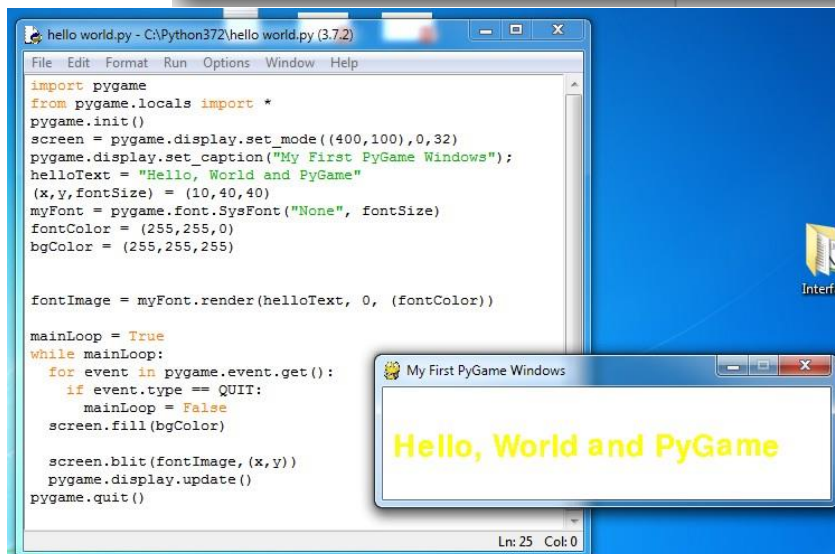 hello world.py - C:\Python372\hello world.py (3.7.2)
File Edit Format Run Options Window Help
import pygame
from pygame.locals import *
pygame.init()
screen = pygame.display.set_mode((400,100),0,32)
pygame.display.set_caption("My First PyGame Windows");
helloText = "Hello, World and PyGame"
(x,y,fontSize) = (10,40,40)
myFont = pygame.font.SysFont("None", fontSize)
fontColor = (255,255,0)
bgColor = (255,255,255)
fontImage = myFont.render(helloText, 0, (fontColor))
mainLoop = True
while mainLoop:
  for event in pygame.event.get():
    if event.type == QUIT:
      mainLoop = False
  screen.fill(bgColor)
  screen.blit(fontImage,(x,y))
  pygame.display.update()
pygame.quit()
Ln: 25 Col: 0
My First PyGame Windows
Hello, World and PyGame